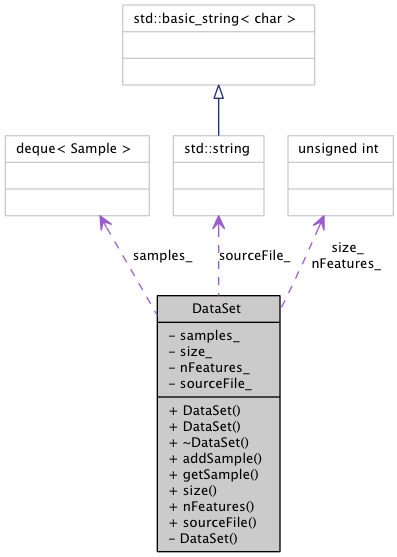 std::basic_string< char >
deque< Sample >
std::string
unsigned int
samples_
sourceFile_
size_
nFeatures_
DataSet
- samples_
- size_
- nFeatures_
- sourceFile_
+ DataSet()
+ DataSet()
+ ~DataSet()
+ addSample()
+ getSample()
+ size()
+ nFeatures()
+ sourceFile()
- DataSet()